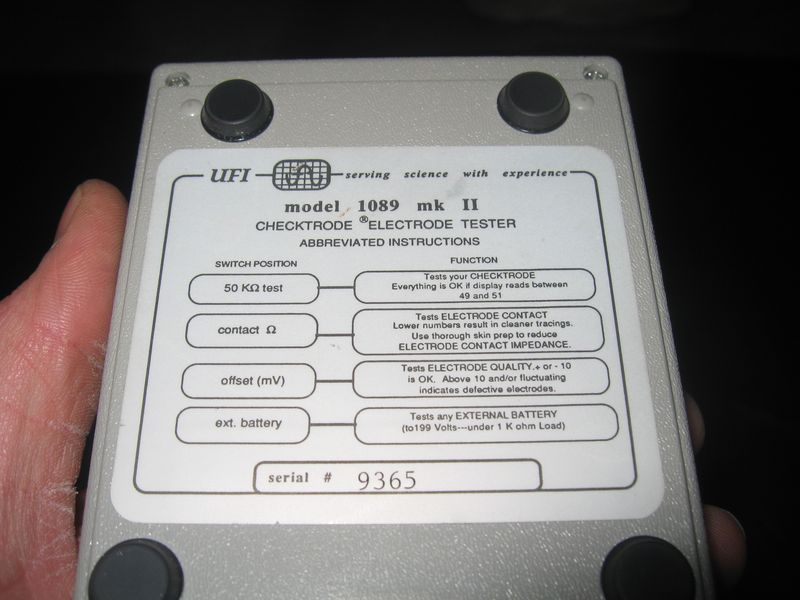 UFI serving science with experience
model 1089 mk II
CHECKTRODE ® ELECTRODE TESTER
ABBREVIATED INSTRUCTIONS
SWITCH POSITION FUNCTION
50 KΩ test
Tests your CHECKTRODE
Everything is OK if display reads between
49 and 51
contact Ω
Tests ELECTRODE CONTACT
Lower numbers result in cleaner tracings.
Use thorough skin prep to reduce
ELECTRODE CONTACT IMPEDANCE.
offset (mV)
Tests ELECTRODE QUALITY.+ or - 10
is OK. Above 10 and/or fluctuating
indicates defective electrodes.
ext. battery
Tests any EXTERNAL BATTERY
(to199 Volts---under 1 K ohm Load)
serial # 9365